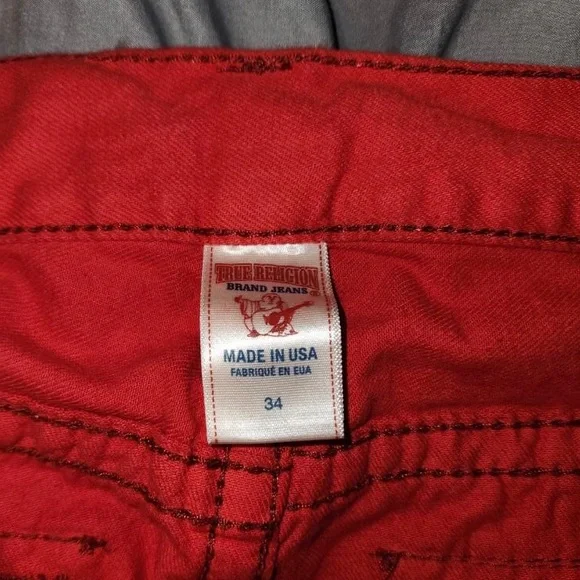 TRUE RELIGION
BRAND JEANS
MADE IN USA
FABRIQUÉ EN EUA
34